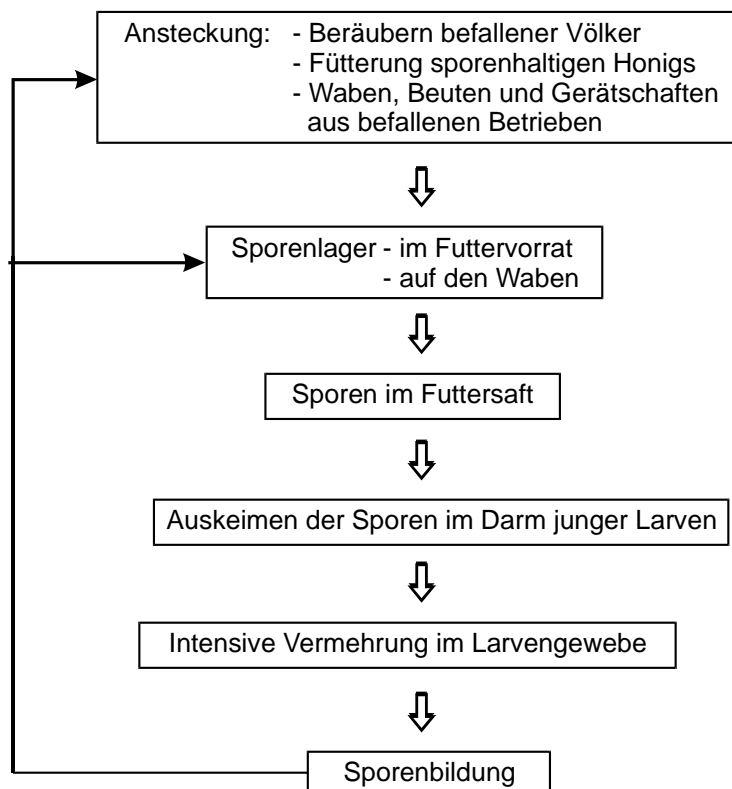 Ansteckung: - Beräubern befallener Völker
- Fütterung sporenhaltigen Honigs
- Waben, Beuten und Gerätschaften
aus befallenen Betrieben
Sporenlager - im Futtervorrat
- auf den Waben
Sporen im Futtersaft
Auskeimen der Sporen im Darm junger Larven
Intensive Vermehrung im Larvengewebe
Sporenbildung